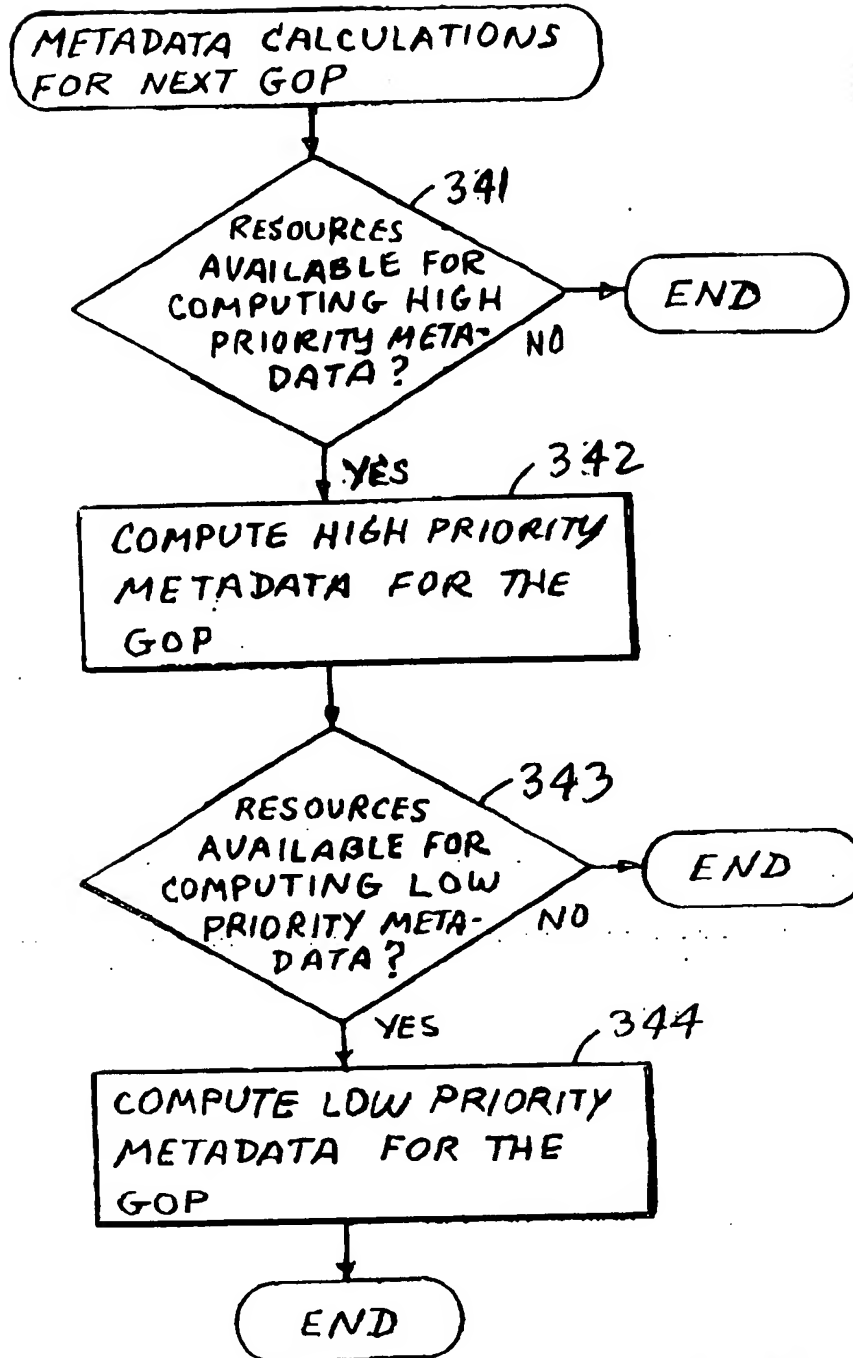 METADATA CALCULATIONS
FOR NEXT GOP
341
RESOURCES
AVAILABLE FOR
COMPUTING HIGH
PRIORITY META-
DATA?
NO
END
YES
342
COMPUTE HIGH PRIORITY
METADATA FOR THE
GOP
343
RESOURCES
AVAILABLE FOR
COMPUTING LOW
PRIORITY META-
DATA?
NO
END
YES
344
COMPUTE LOW PRIORITY
METADATA FOR THE
GOP
END